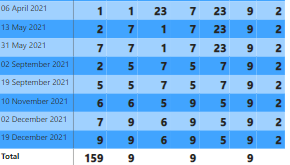 06 April 2021 1 1 23 7 23 9 2
13 May 2021 2 7 1 7 23 9 2
31 May 2021 7 7 1 7 23 9 2
02 September 2021 2 5 7 5 7 9 2
19 September 2021 5 5 7 5 7 9 2
10 November 2021 6 6 5 9 5 9 2
02 December 2021 7 9 6 9 5 9 2
19 December 2021 9 9 6 9 5 9 2
Total 159 9 9 9